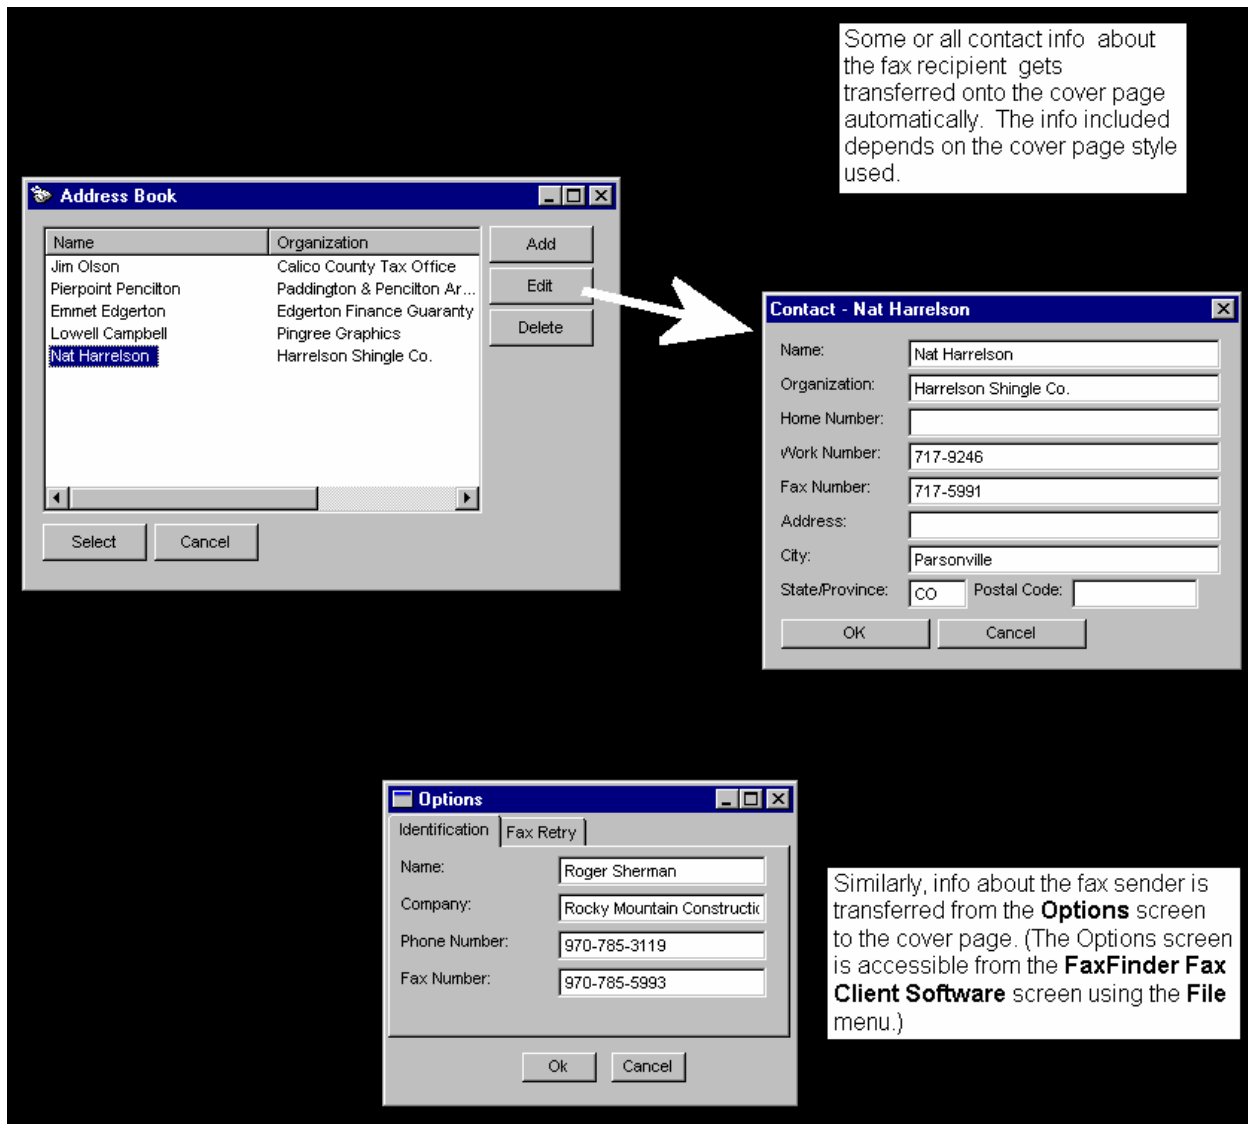 Some or all contact info about
the fax recipient gets
transferred onto the cover page
automatically. The info included
depends on the cover page style
used.
Address Book
Name Organization
Jim Olson Calico County Tax Office
Pierpoint Pencilton Paddington & Pencilton Ar...
Emmet Edgerton Edgerton Finance Guaranty
Lowell Campbell Pingree Graphics
Nat Harrelson Harrelson Shingle Co.
Add
Edit
Delete
Select Cancel
Contact - Nat Harrelson
Name: Nat Harrelson
Organization: Harrelson Shingle Co.
Home Number:
Work Number: 717-9246
Fax Number: 717-5991
Address:
City: Parsonville
State/Province: CO Postal Code:
OK Cancel
Options
Identification Fax Retry
Name: Roger Sherman
Company: Rocky Mountain Constructic
Phone Number: 970-785-3119
Fax Number: 970-785-5993
Ok Cancel
Similarly, info about the fax sender is
transferred from the Options screen
to the cover page. (The Options screen
is accessible from the FaxFinder Fax
Client Software screen using the File
menu.)